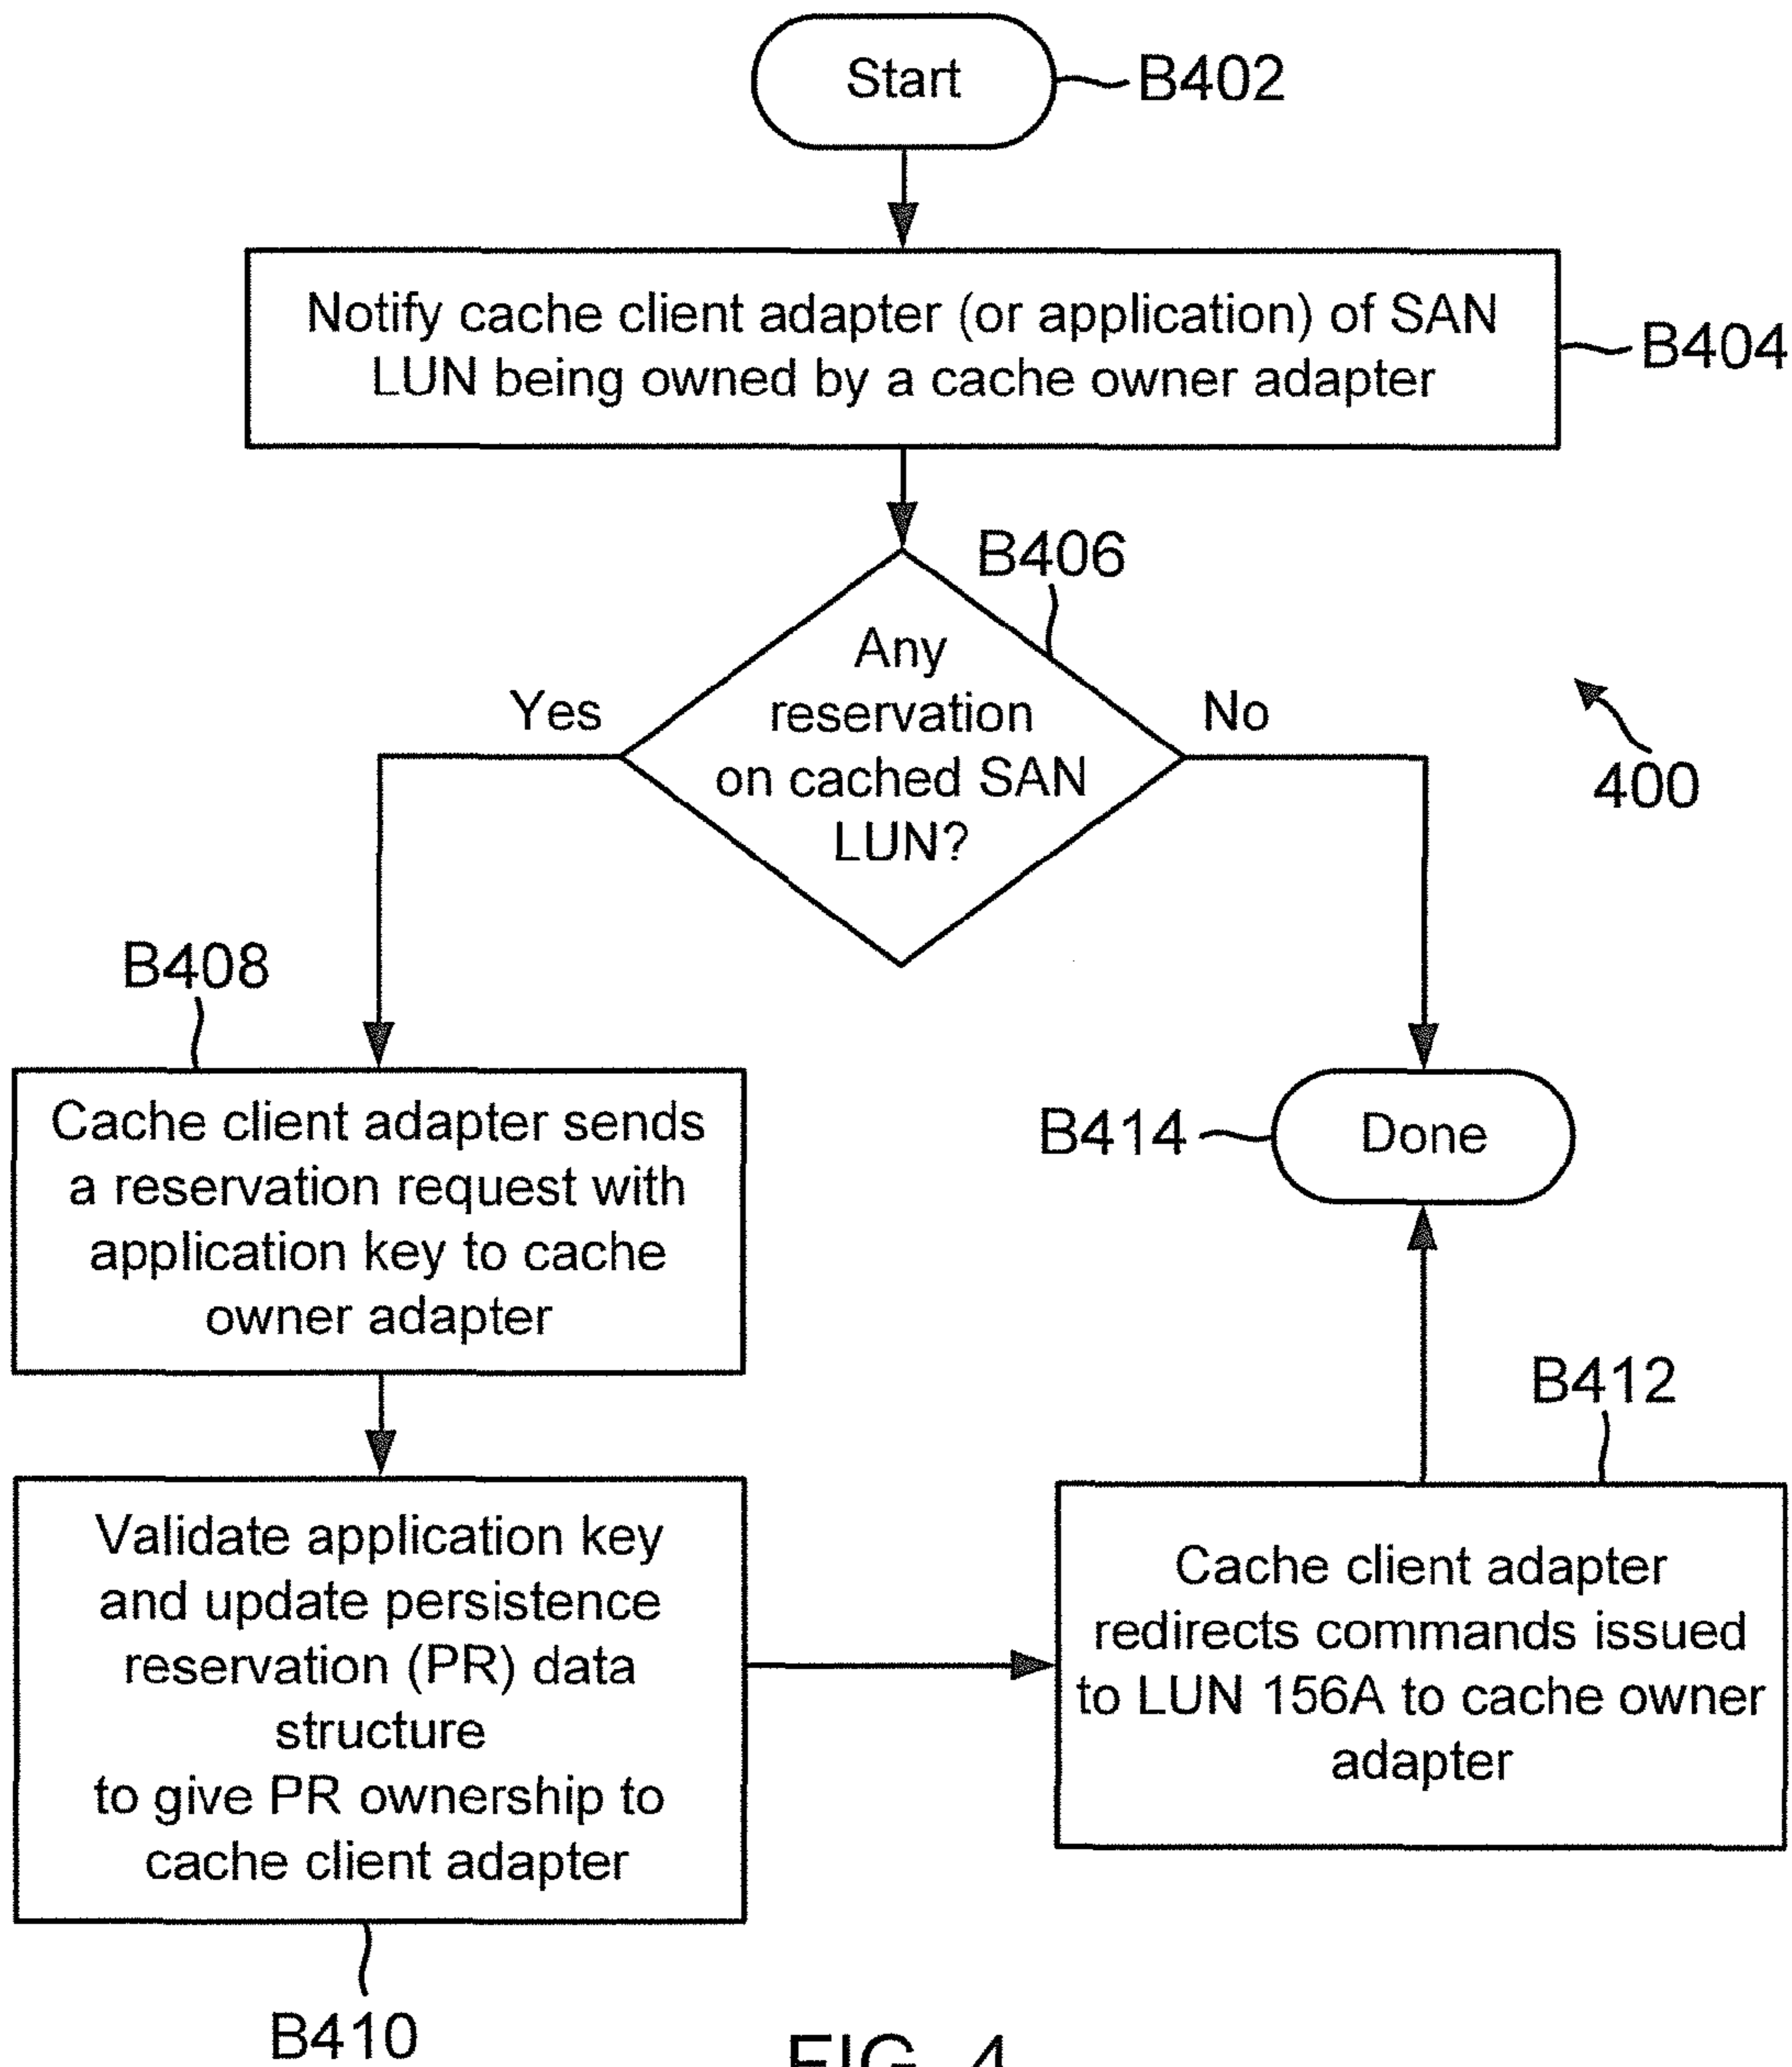 Start
B402
Notify cache client adapter (or application) of SAN
LUN being owned by a cache owner adapter
B404
B406
Any
reservation
on cached SAN
LUN?
Yes
No
400
B408
Cache client adapter sends
a reservation request with
application key to cache
owner adapter
B414
Done
B412
Validate application key
and update persistence
reservation (PR) data
structure
to give PR ownership to
cache client adapter
Cache client adapter
redirects commands issued
to LUN 156A to cache owner
adapter
B410
FIG. 4